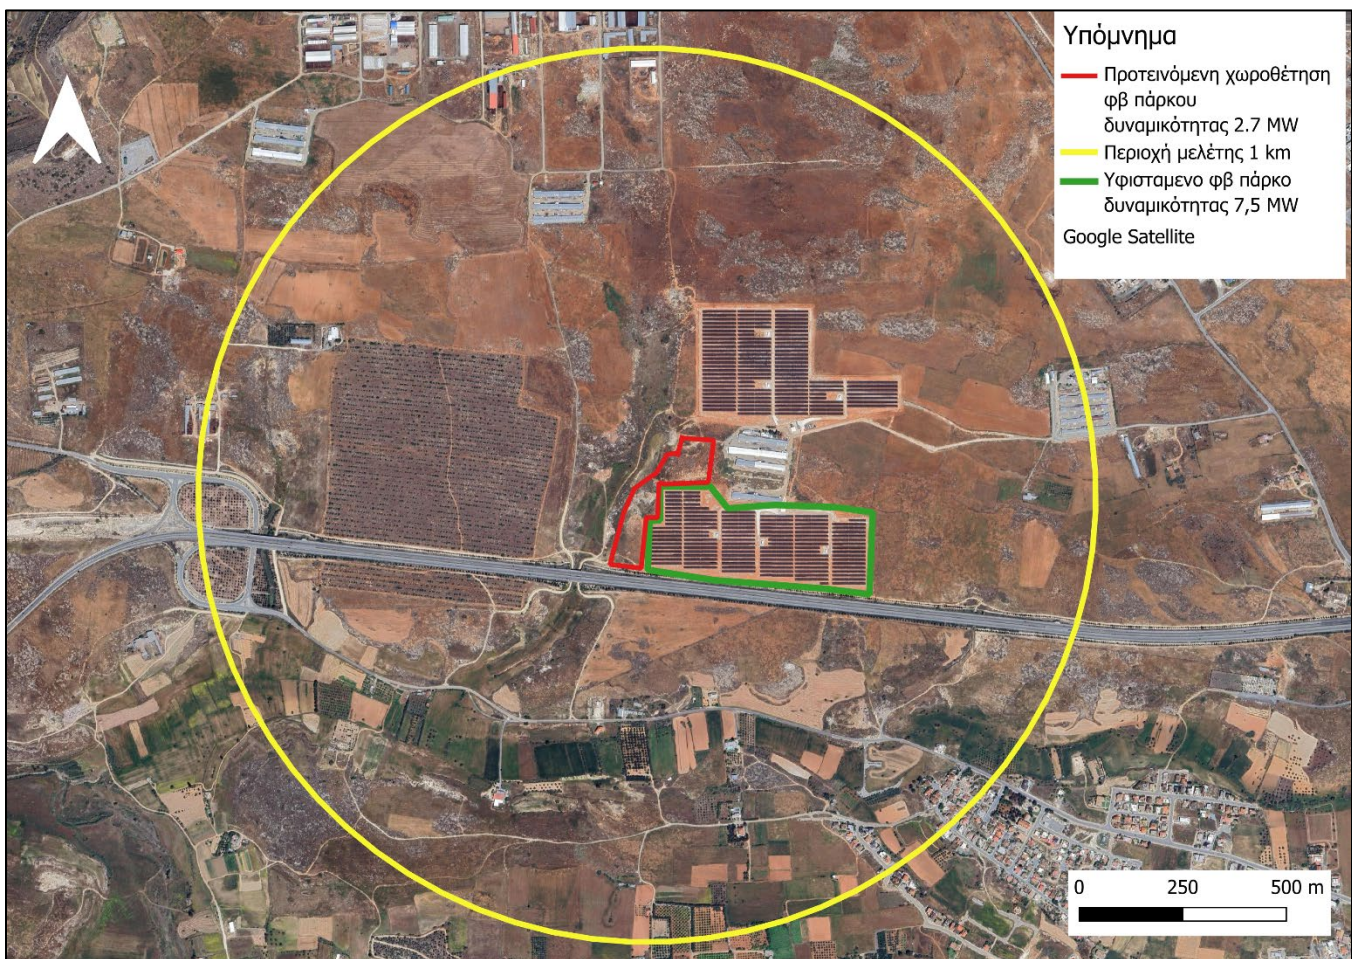 Υπόμνημα
Προτεινόμενη χωροθέτηση
φβ πάρκου
δυναμικότητας 2.7 MW
Περιοχή μελέτης 1 km
Υφισταμενο φβ πάρκο
δυναμικότητας 7,5 MW
Google Satellite
0 250 500 m